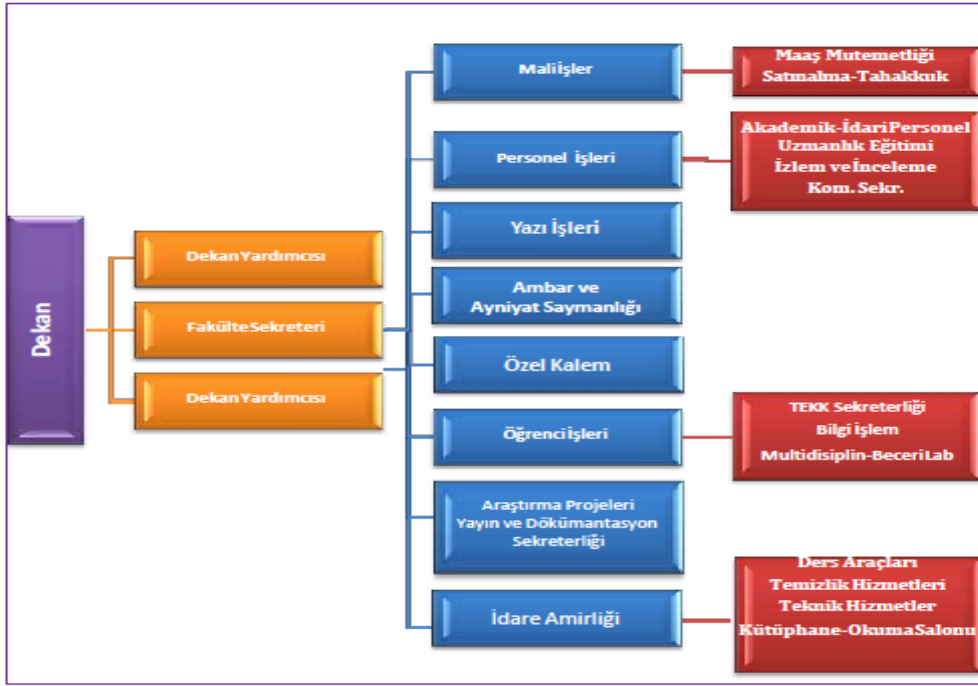 Dekan
Dekan Yardımcısı
Fakülte Sekreteri
Dekan Yardımcısı
Mali İşler
Personel İşleri
Yazı İşleri
Ambar ve
Ayniyat Saymanlığı
Özel Kalem
Öğrenci İşleri
Araştırma Projeleri
Yayın ve Dökümantasyon
Sekreterliği
İdare Amirliği
Maaş Mutemetliği
Satınalma-Tahakkuk
Akademik-İdari Personel
Uzmanlık Eğitimi
İzlem ve İnceleme
Kom. Sekr.
TEKK Sekreterliği
Bilgi İşlem
Multidisiplin-Beceri Lab
Ders Araçları
Temizlik Hizmetleri
Teknik Hizmetler
Kütüphane-Okuma Salonu